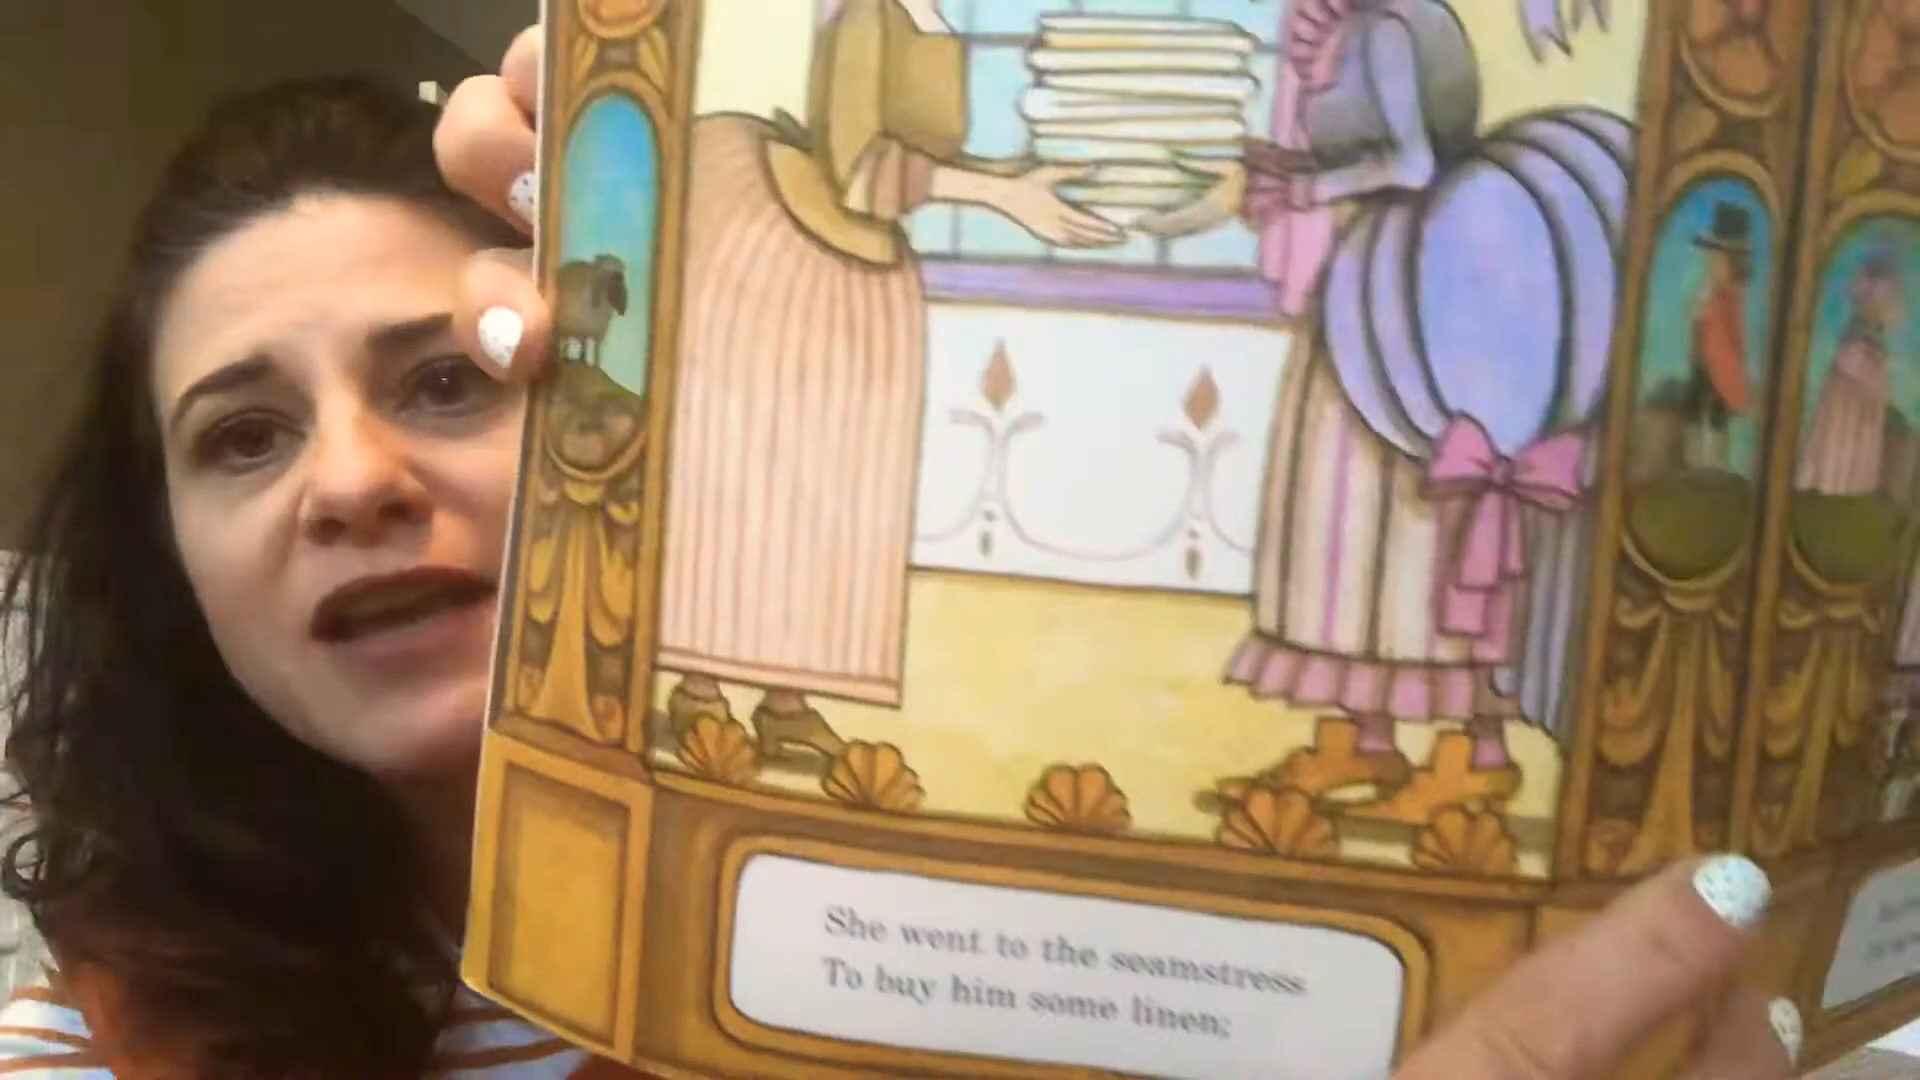 She went to the seamstress
To buy him some linen;